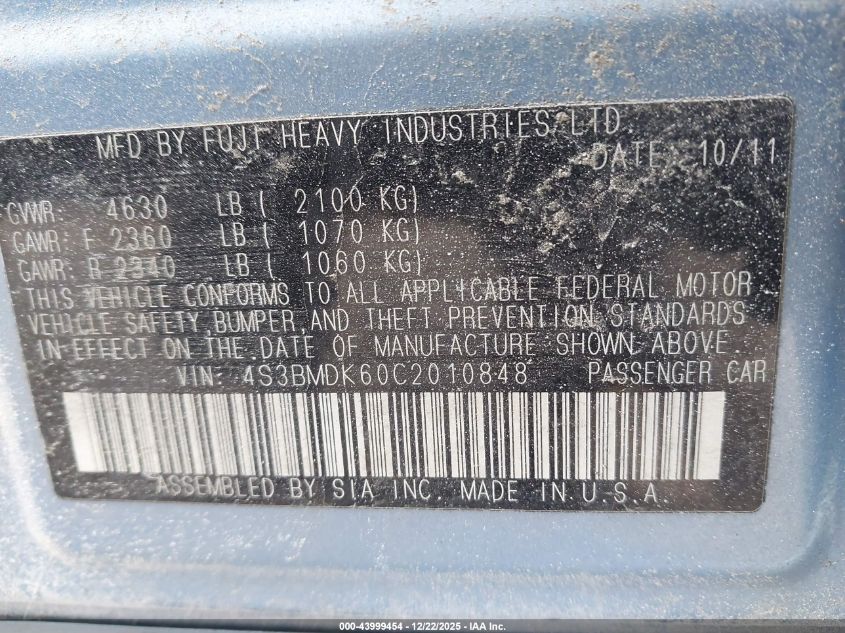 MFD BY FUJI HEAVY INDUSTRIES LTD.
DATE: 10/11
GVWR: 4630 LB ( 2100 KG)
GAWR: F 2360 LB ( 1070 KG)
GAWR: R 2340 LB ( 1060 KG)
THIS VEHICLE CONFORMS TO ALL APPLICABLE FEDERAL MOTOR
VEHICLE SAFETY, BUMPER, AND THEFT PREVENTION STANDARDS
IN EFFECT ON THE DATE OF MANUFACTURE SHOWN ABOVE
VIN: 4S3BMDK60C2010848 PASSENGER CAR
ASSEMBLED BY SIA INC. MADE IN U.S.A.
000-43999454 - 12/22/2025 - IAA Inc.